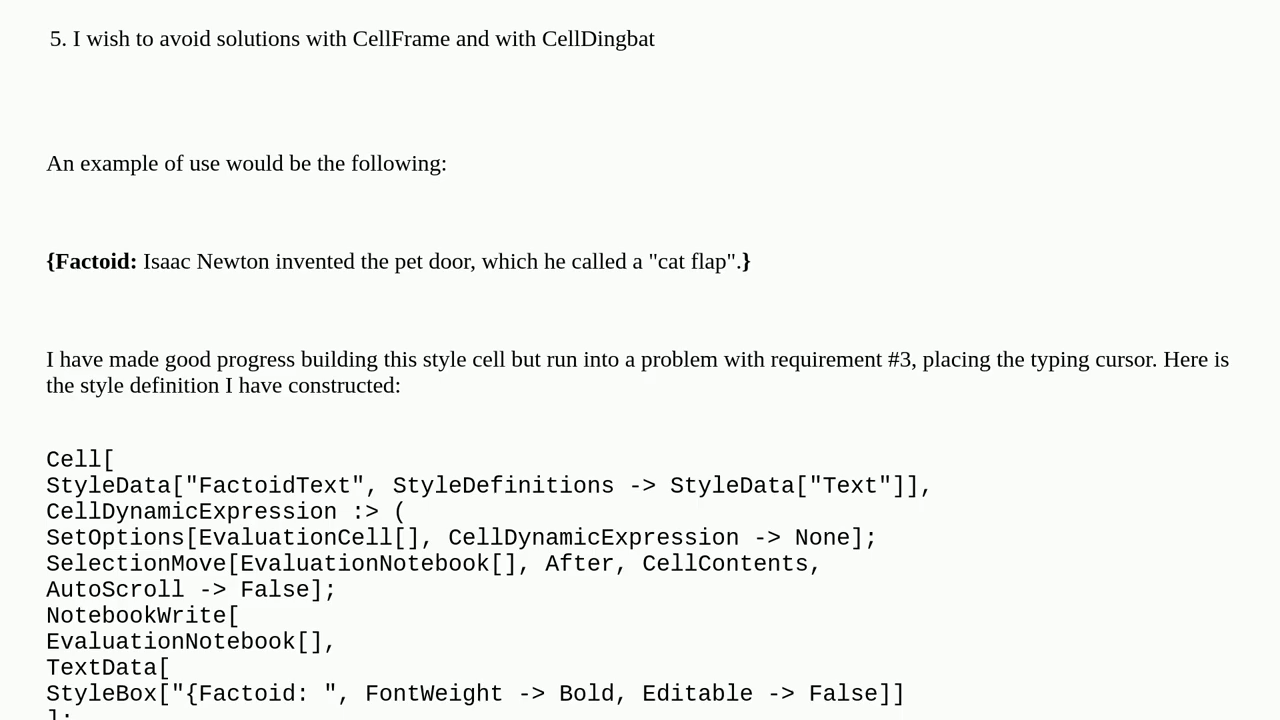 5. I wish to avoid solutions with CellFrame and with CellDingbat
An example of use would be the following:
{Factoid: Isaac Newton invented the pet door, which he called a "cat flap".}
I have made good progress building this style cell but run into a problem with requirement #3, placing the typing cursor. Here is
the style definition I have constructed:
Cell[
StyleData["FactoidText", StyleDefinitions -> StyleData["Text"]],
CellDynamicExpression :> (
SetOptions[EvaluationCell[], CellDynamicExpression -> None];
SelectionMove[EvaluationNotebook[], After, CellContents,
AutoScroll -> False];
NotebookWrite[
EvaluationNotebook[],
TextData[
StyleBox["{Factoid: ", FontWeight -> Bold, Editable -> False]]
];